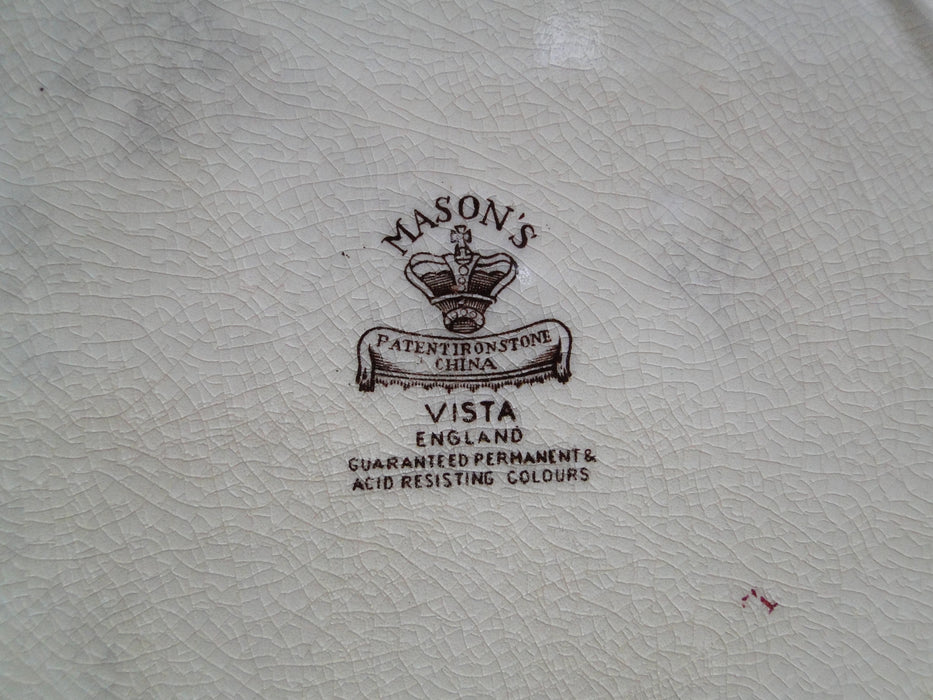 MASON'S
PATENT IRONSTONE
CHINA
VISTA
ENGLAND
GUARANTEED PERMANENT &
ACID RESISTING COLOURS